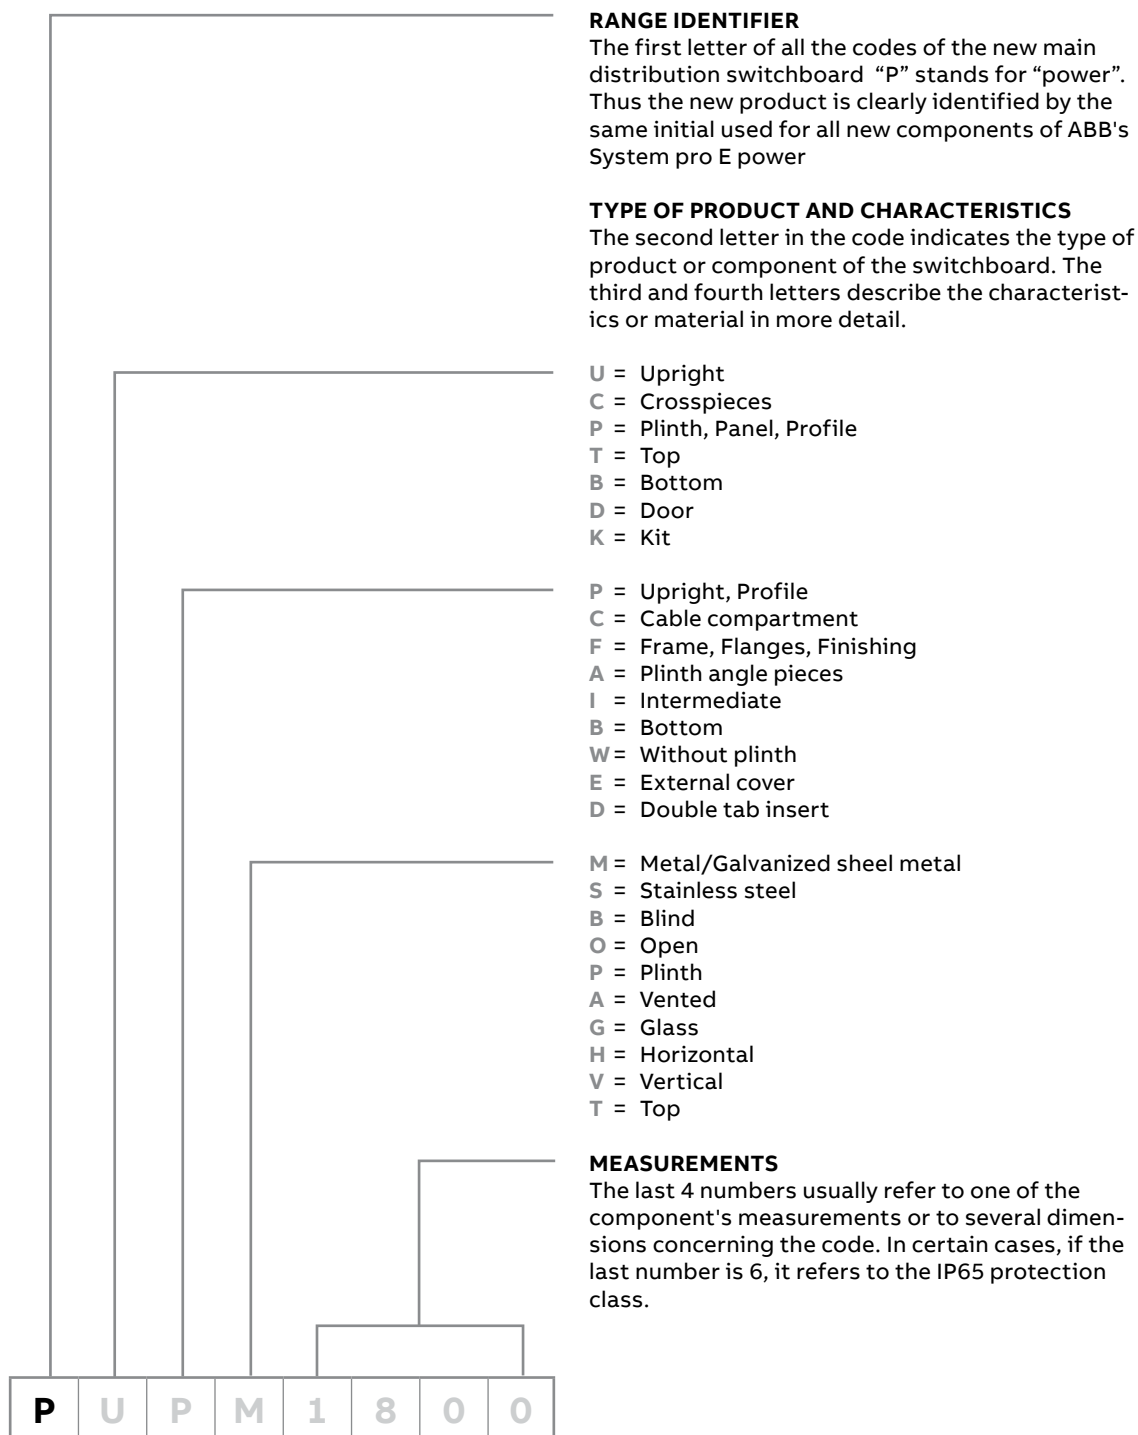 RANGE IDENTIFIER
The first letter of all the codes of the new main
distribution switchboard “P” stands for “power”.
Thus the new product is clearly identified by the
same initial used for all new components of ABB's
System pro E power
TYPE OF PRODUCT AND CHARACTERISTICS
The second letter in the code indicates the type of
product or component of the switchboard. The
third and fourth letters describe the characterist-
ics or material in more detail.
U = Upright
C = Crosspieces
P = Plinth, Panel, Profile
T = Top
B = Bottom
D = Door
K = Kit
P = Upright, Profile
C = Cable compartment
F = Frame, Flanges, Finishing
A = Plinth angle pieces
I = Intermediate
B = Bottom
W = Without plinth
E = External cover
D = Double tab insert
M = Metal/Galvanized sheel metal
S = Stainless steel
B = Blind
O = Open
P = Plinth
A = Vented
G = Glass
H = Horizontal
V = Vertical
T = Top
MEASUREMENTS
The last 4 numbers usually refer to one of the
component's measurements or to several dimen-
sions concerning the code. In certain cases, if the
last number is 6, it refers to the IP65 protection
class.
P U P M 1 8 0 0